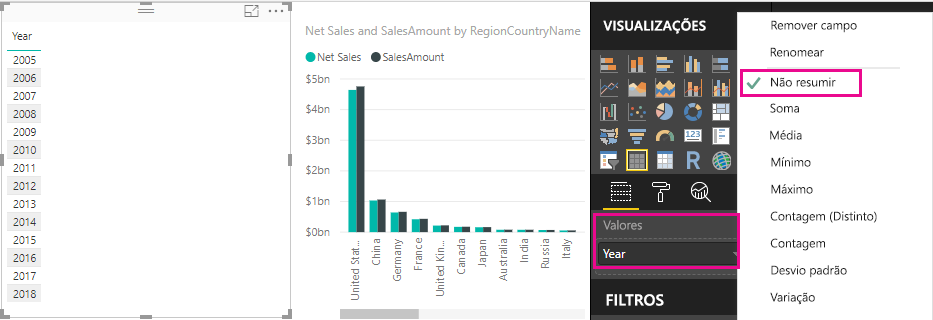 Year
2005
2006
2007
2008
2009
2010
2011
2012
2013
2014
2015
2016
2017
2018
Net Sales and SalesAmount by RegionCountryName
Net Sales SalesAmount
$5bn
$4bn
$3bn
$2bn
$1bn
$0bn
United Stat...
China
Germany
France
United Kin...
Canada
Japan
Australia
India
Russia
Italy
VISUALIZAÇÕES
123
R
Valores
Year
FILTROS
Remover campo
Renomear
Não resumir
Soma
Média
Mínimo
Máximo
Contagem (Distinto)
Contagem
Desvio padrão
Variação